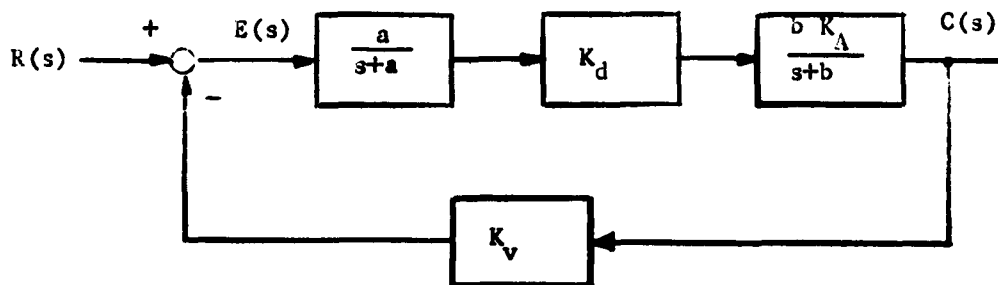 R(s)
+
-
E(s)
a
s+a
K_d
b K_A
s+b
C(s)
K_v